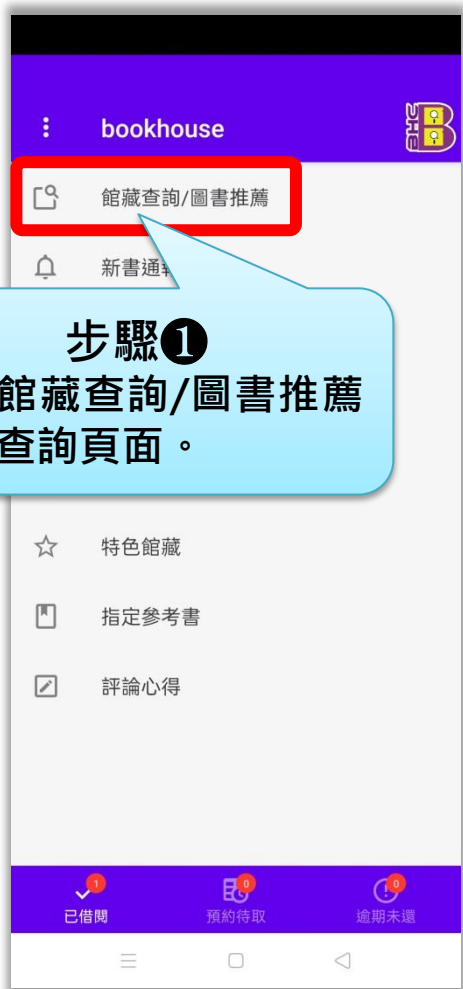 bookhouse
館藏查詢/圖書推薦
新書通
步驟❶
館藏查詢/圖書推薦
查詢頁面。
特色館藏
指定參考書
評論心得
1
0
0
已借閱
預約待取
逾期未還